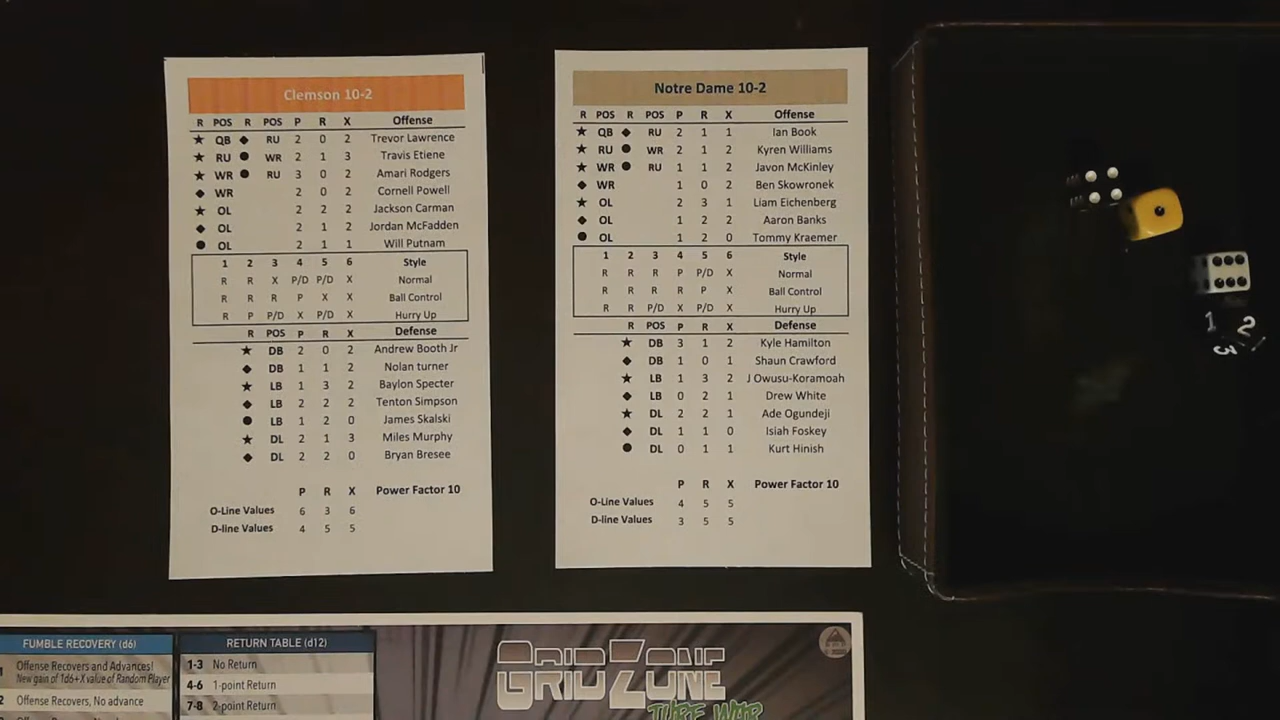 Clemson 10-2
R POS R POS P R X Offense
★ QB ◆ RU 2 0 2 Trevor Lawrence
★ RU ● WR 2 1 3 Travis Etiene
★ WR ● RU 3 0 2 Amari Rodgers
◆ WR 2 0 2 Cornell Powell
★ OL 2 2 2 Jackson Carman
◆ OL 2 1 2 Jordan McFadden
● OL 2 1 1 Will Putnam
1 2 3 4 5 6 Style
R R X P/D P/D X Normal
R R R P X X Ball Control
R P P/D X P/D X Hurry Up
R POS P R X Defense
★ DB 2 0 2 Andrew Booth Jr
◆ DB 1 1 2 Nolan turner
★ LB 1 3 2 Baylon Specter
◆ LB 2 2 2 Tenton Simpson
● LB 1 2 0 James Skalski
★ DL 2 1 3 Miles Murphy
◆ DL 2 2 0 Bryan Bresee
P R X Power Factor 10
O-Line Values 6 3 6
D-line Values 4 5 5
Notre Dame 10-2
R POS R POS P R X Offense
★ QB ◆ RU 2 1 1 Ian Book
★ RU ● WR 2 1 2 Kyren Williams
★ WR ● RU 1 1 2 Javon McKinley
◆ WR 1 0 2 Ben Skowronek
★ OL 2 3 1 Liam Eichenberg
◆ OL 1 2 2 Aaron Banks
● OL 1 2 0 Tommy Kraemer
1 2 3 4 5 6 Style
R R R P P/D X Normal
R R R R P X Ball Control
R R P/D X P/D X Hurry Up
R POS P R X Defense
★ DB 3 1 2 Kyle Hamilton
◆ DB 1 0 1 Shaun Crawford
★ LB 1 3 2 J Owusu-Koramoah
◆ LB 0 2 1 Drew White
★ DL 2 2 1 Ade Ogundeji
◆ DL 1 1 0 Isiah Foskey
● DL 0 1 1 Kurt Hinish
P R X Power Factor 10
O-Line Values 4 5 5
D-line Values 3 5 5
1 2
3
FUMBLE RECOVERY (d6)
1 Offense Recovers and Advances!
New gain of 1d6+X value of Random Player
2 Offense Recovers, No advance
RETURN TABLE (d12)
1-3 No Return
4-6 1-point Return
7-8 2-point Return
GRIDZONE
TURF WAR